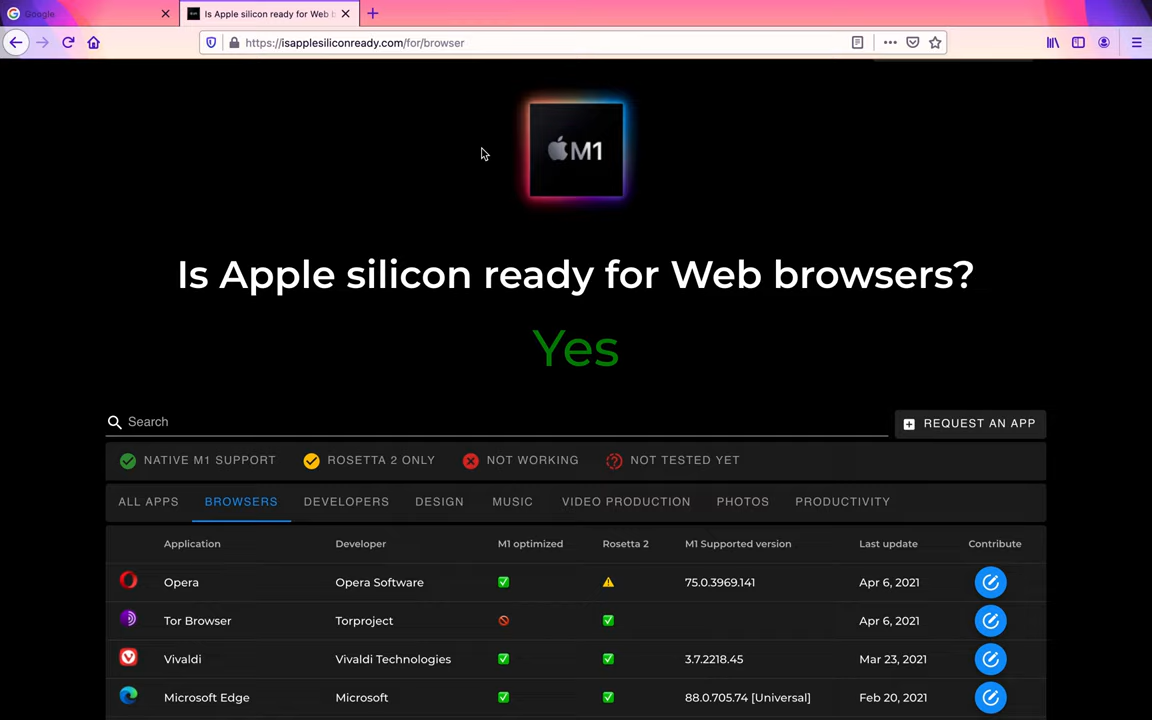 Google
Is Apple silicon ready for Web b
https://isapplesiliconready.com/for/browser
M1
Is Apple silicon ready for Web browsers?
Yes
Search
REQUEST AN APP
NATIVE M1 SUPPORT ROSETTA 2 ONLY NOT WORKING NOT TESTED YET
ALL APPS BROWSERS DEVELOPERS DESIGN MUSIC VIDEO PRODUCTION PHOTOS PRODUCTIVITY
Application Developer M1 optimized Rosetta 2 M1 Supported version Last update Contribute
Opera Opera Software 75.0.3969.141 Apr 6, 2021
Tor Browser Torproject Apr 6, 2021
Vivaldi Vivaldi Technologies 3.7.2218.45 Mar 23, 2021
Microsoft Edge Microsoft 88.0.705.74 [Universal] Feb 20, 2021